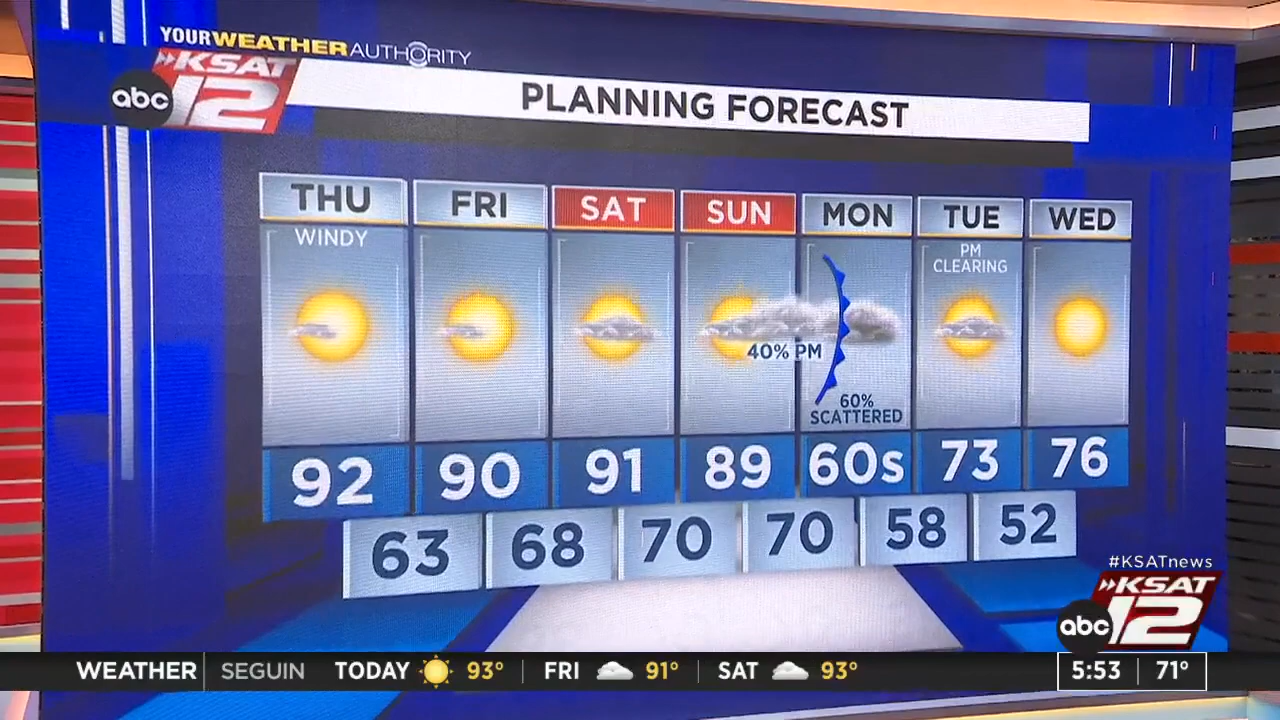 YOUR WEATHER AUTHORITY
KSAT
abc 12
PLANNING FORECAST
THU FRI SAT SUN MON TUE WED
WINDY
PM
CLEARING
40% PM
60%
SCATTERED
92 90 91 89 60s 73 76
63 68 70 70 58 52
#KSATnews
KSAT
abc 12
WEATHER SEGUIN TODAY 93° FRI 91° SAT 93° 5:53 71°